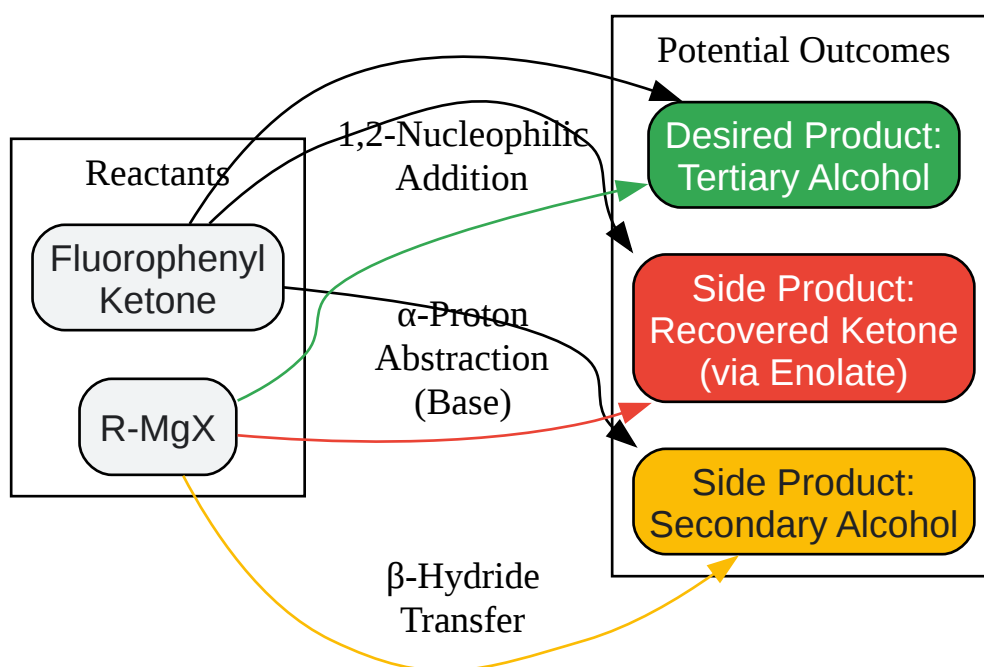 Potential Outcomes
Desired Product:
Tertiary Alcohol
1,2-Nucleophilic
Addition
Reactants
Fluorophenyl
Ketone
Side Product:
Recovered Ketone
(via Enolate)
α-Proton
Abstraction
(Base)
R-MgX
Side Product:
Secondary Alcohol
β-Hydride
Transfer